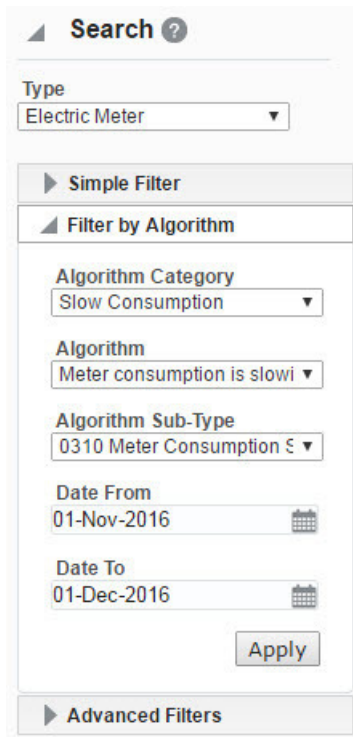 Search ?
Type
Electric Meter
Simple Filter
Filter by Algorithm
Algorithm Category
Slow Consumption
Algorithm
Meter consumption is slowi
Algorithm Sub-Type
0310 Meter Consumption S
Date From
01-Nov-2016
Date To
01-Dec-2016
Apply
Advanced Filters